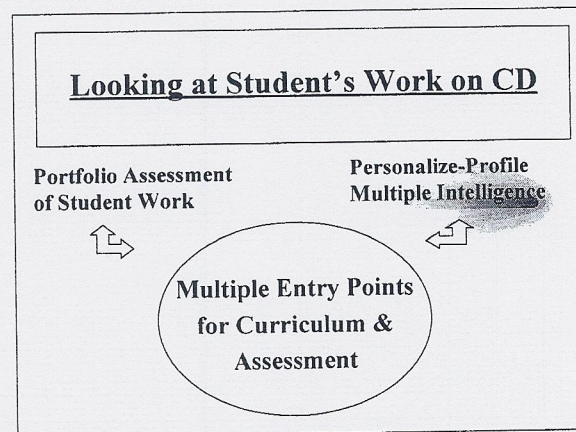 Looking at Student's Work on CD
Portfolio Assessment
of Student Work
Personalize-Profile
Multiple Intelligence
Multiple Entry Points
for Curriculum &
Assessment